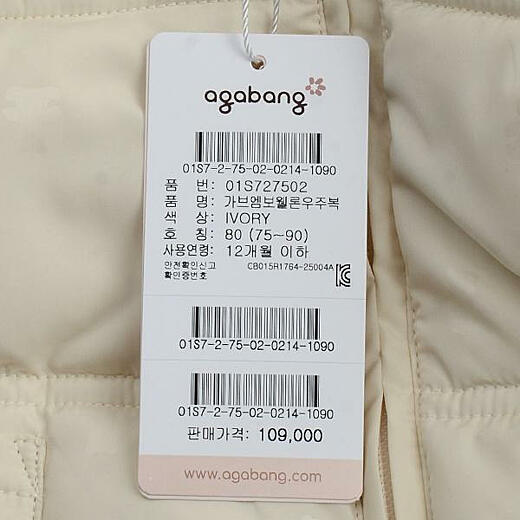 agabang
01S7-2-75-02-0214-1090
품 번: 01S727502
품 명: 가브엠보웰론우주복
색 상: IVORY
호 칭: 80 (75~90)
사용연령: 12개월 이하
안전확인신고
확인증번호 CB015R1764-25004A
01S7-2-75-02-0214-1090
01S7-2-75-02-0214-1090
판매가격: 109,000
www.agabang.com